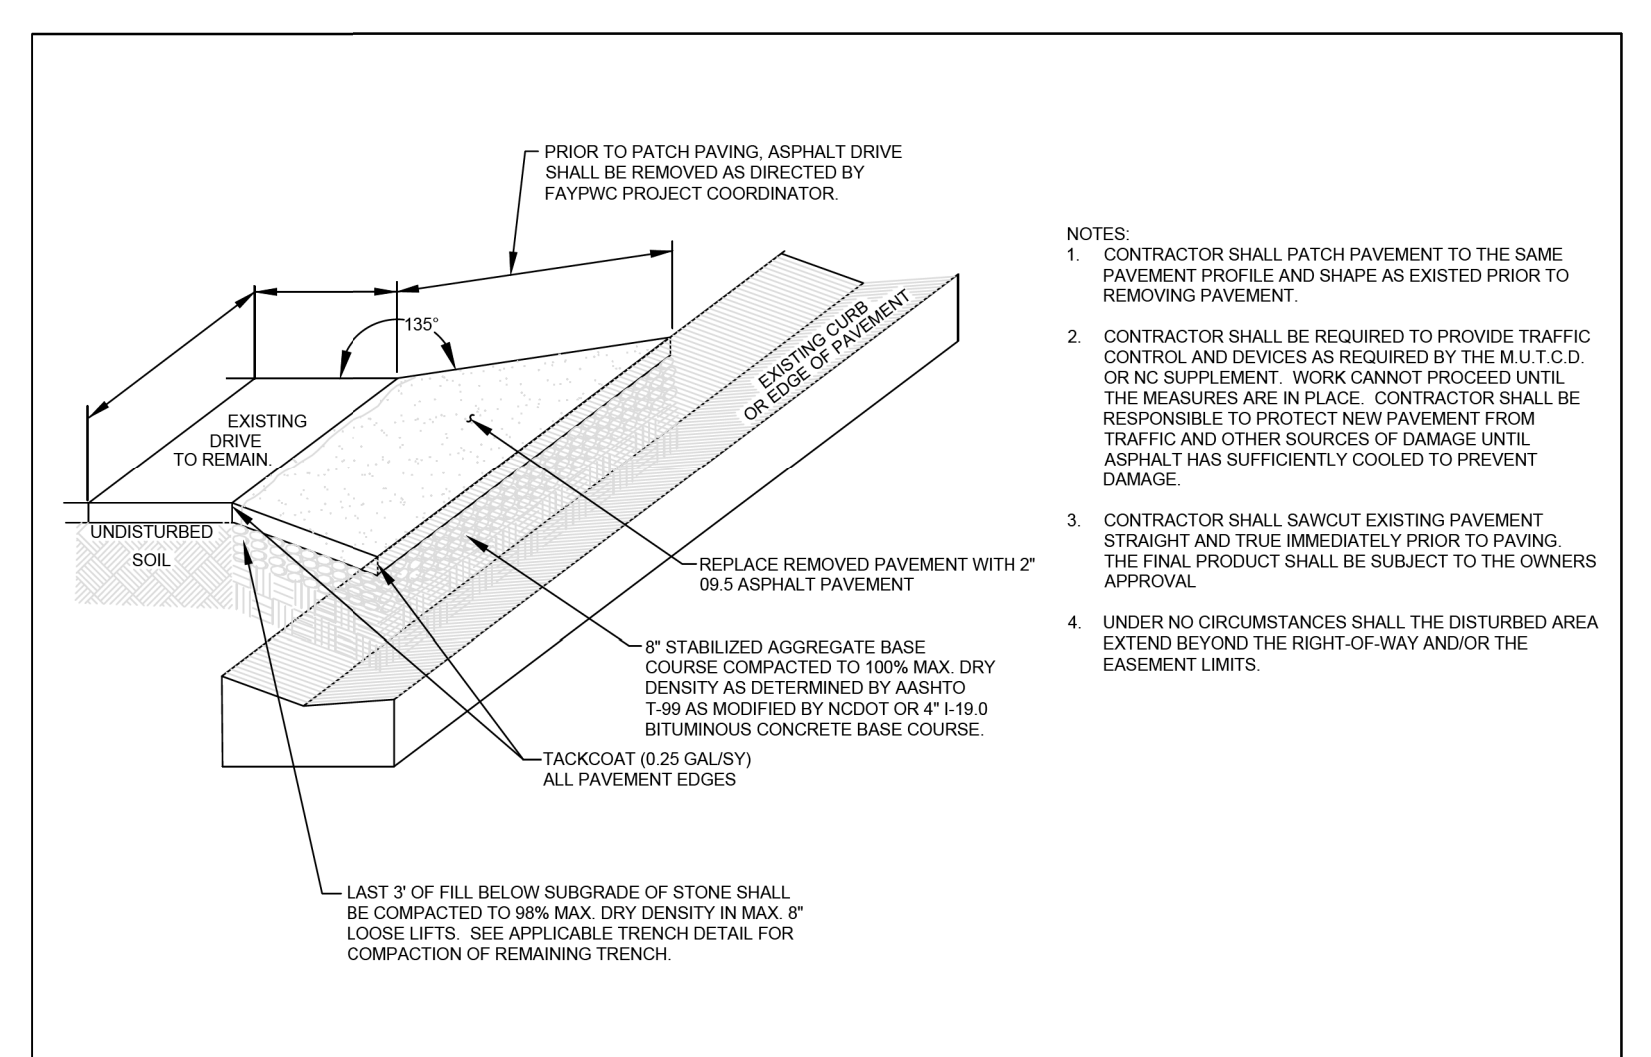 PRIOR TO PATCH PAVING, ASPHALT DRIVE
SHALL BE REMOVED AS DIRECTED BY
FAYPWC PROJECT COORDINATOR.
135°
EXISTING CURB
OR EDGE OF PAVEMENT
EXISTING
DRIVE
TO REMAIN.
UNDISTURBED
SOIL
REPLACE REMOVED PAVEMENT WITH 2"
09.5 ASPHALT PAVEMENT
8" STABILIZED AGGREGATE BASE
COURSE COMPACTED TO 100% MAX. DRY
DENSITY AS DETERMINED BY AASHTO
T-99 AS MODIFIED BY NCDOT OR 4" I-19.0
BITUMINOUS CONCRETE BASE COURSE.
TACKCOAT (0.25 GAL/SY)
ALL PAVEMENT EDGES
LAST 3' OF FILL BELOW SUBGRADE OF STONE SHALL
BE COMPACTED TO 98% MAX. DRY DENSITY IN MAX. 8"
LOOSE LIFTS. SEE APPLICABLE TRENCH DETAIL FOR
COMPACTION OF REMAINING TRENCH.
NOTES:
1. CONTRACTOR SHALL PATCH PAVEMENT TO THE SAME
PAVEMENT PROFILE AND SHAPE AS EXISTED PRIOR TO
REMOVING PAVEMENT.
2. CONTRACTOR SHALL BE REQUIRED TO PROVIDE TRAFFIC
CONTROL AND DEVICES AS REQUIRED BY THE M.U.T.C.D.
OR NC SUPPLEMENT. WORK CANNOT PROCEED UNTIL
THE MEASURES ARE IN PLACE. CONTRACTOR SHALL BE
RESPONSIBLE TO PROTECT NEW PAVEMENT FROM
TRAFFIC AND OTHER SOURCES OF DAMAGE UNTIL
ASPHALT HAS SUFFICIENTLY COOLED TO PREVENT
DAMAGE.
3. CONTRACTOR SHALL SAWCUT EXISTING PAVEMENT
STRAIGHT AND TRUE IMMEDIATELY PRIOR TO PAVING.
THE FINAL PRODUCT SHALL BE SUBJECT TO THE OWNERS
APPROVAL
4. UNDER NO CIRCUMSTANCES SHALL THE DISTURBED AREA
EXTEND BEYOND THE RIGHT-OF-WAY AND/OR THE
EASEMENT LIMITS.